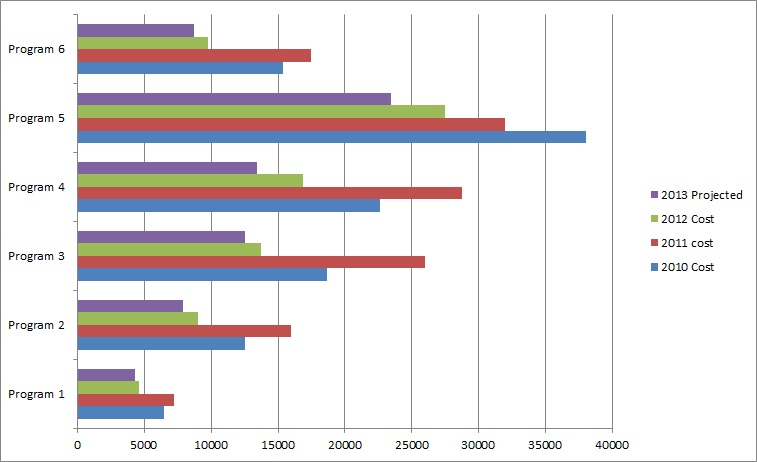 Program 6
Program 5
Program 4
Program 3
Program 2
Program 1
0 5000 10000 15000 20000 25000 30000 35000 40000
2013 Projected
2012 Cost
2011 cost
2010 Cost